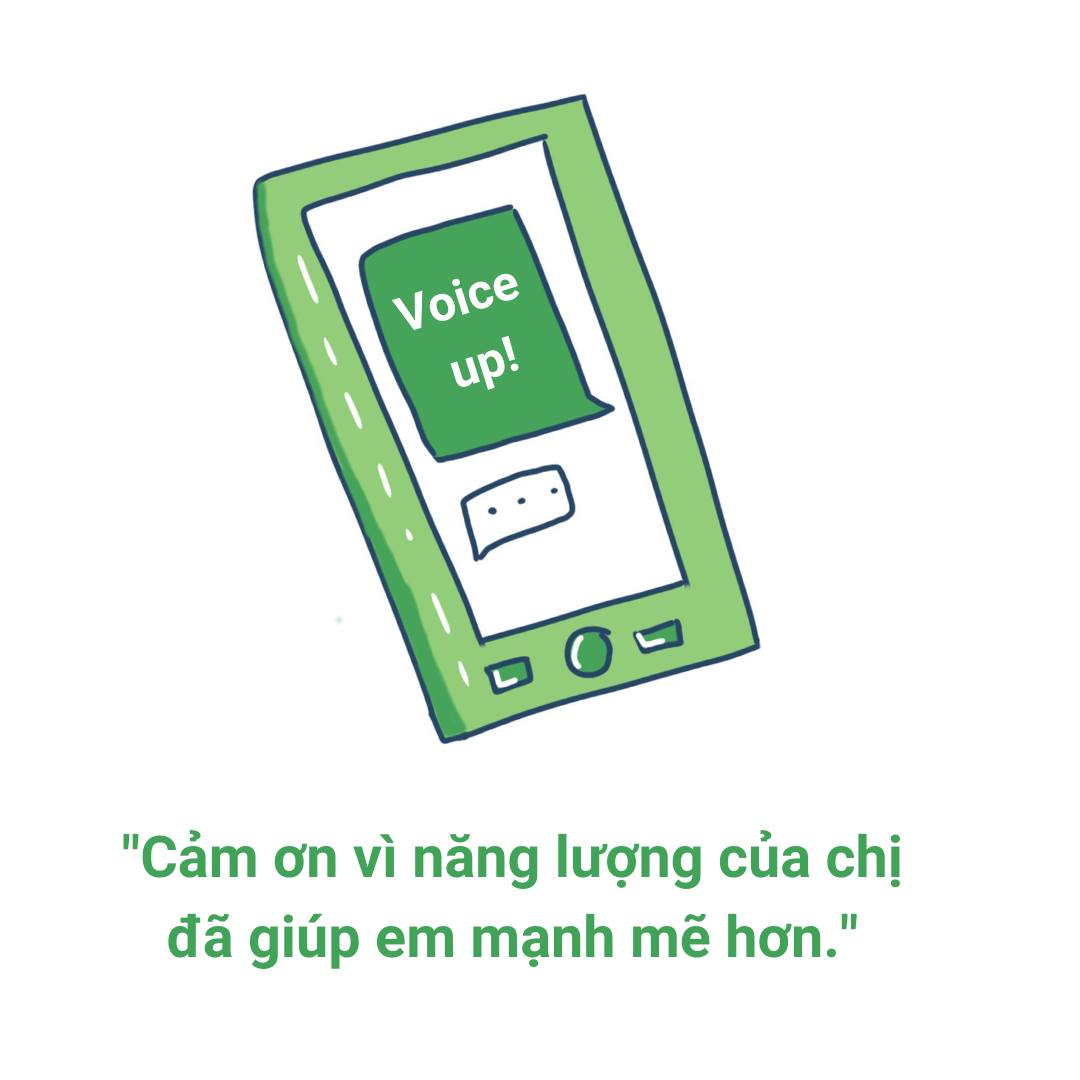 Voice
up!
"Cảm ơn vì năng lượng của chị
đã giúp em mạnh mẽ hơn."